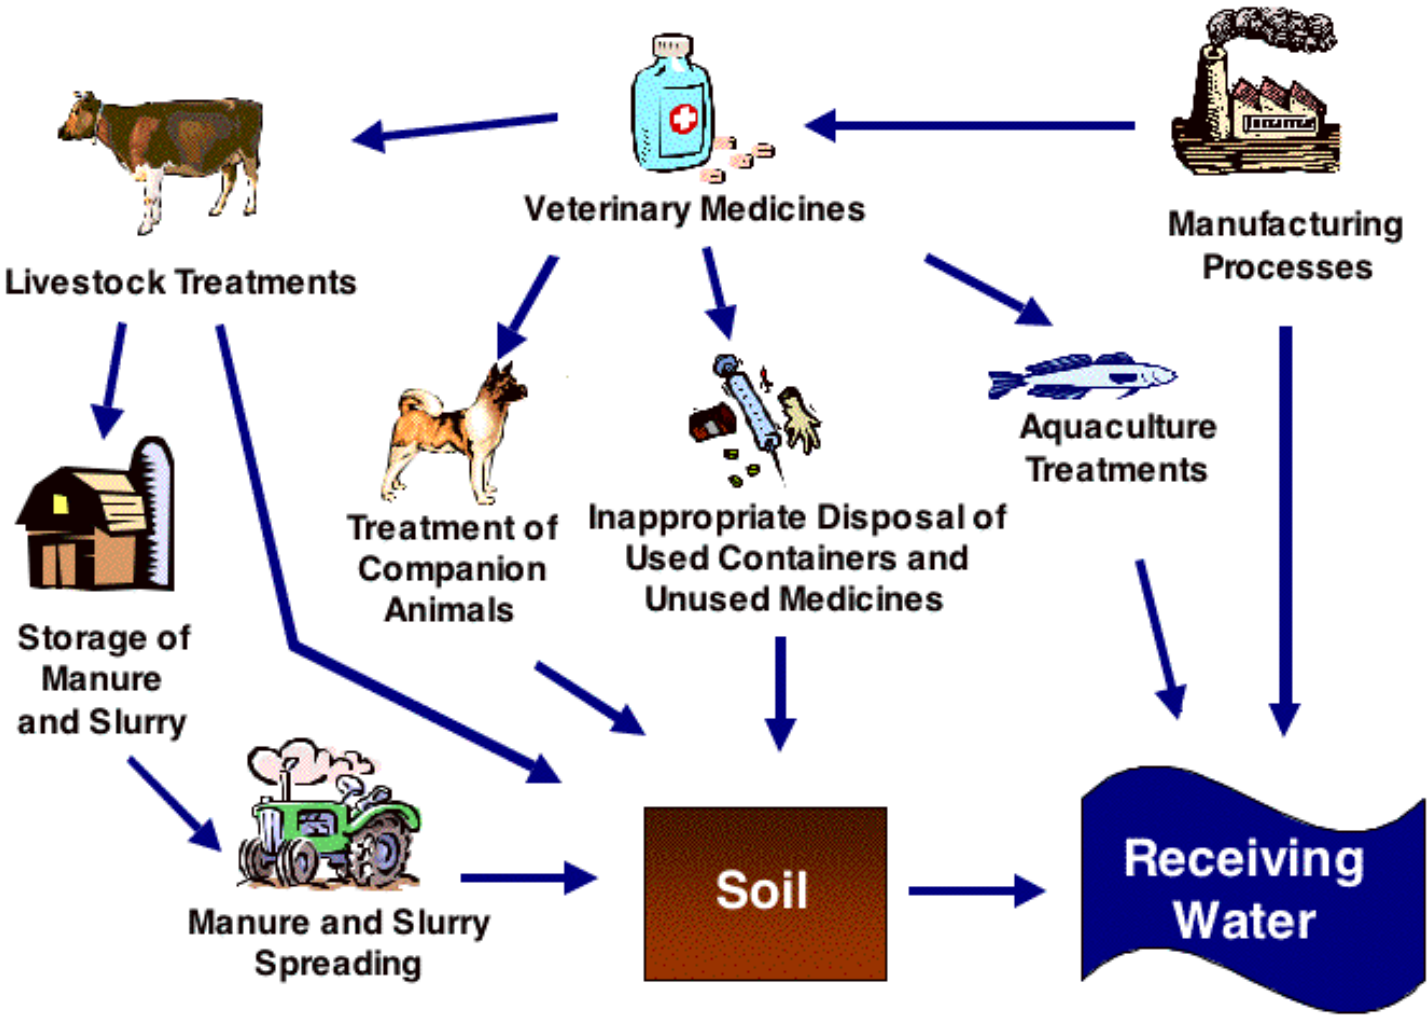 Veterinary Medicines
Manufacturing
Processes
Livestock Treatments
Aquaculture
Treatments
Treatment of
Companion
Animals
Inappropriate Disposal of
Used Containers and
Unused Medicines
Storage of
Manure
and Slurry
Manure and Slurry
Spreading
Soil
Receiving
Water